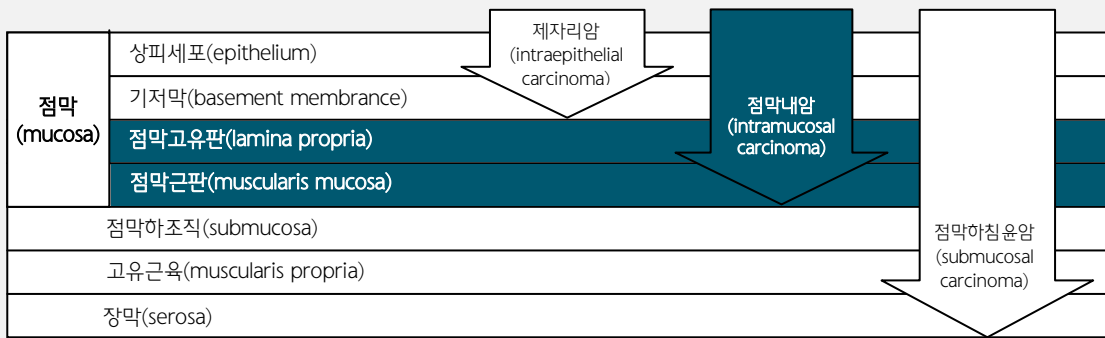 제자리암
(intraepithelial
carcinoma)
상피세포(epithelium)
기저막(basement membrance)
점막
(mucosa)
점막고유판(lamina propria)
점막근판(muscularis mucosa)
점막내암
(intramucosal
carcinoma)
점막하조직(submucosa)
고유근육(muscularis propria)
장막(serosa)
점막하침윤암
(submucosal
carcinoma)